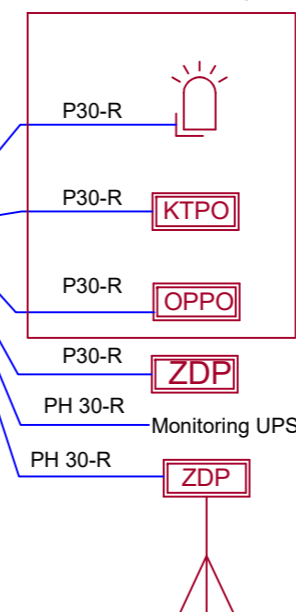 P30-R
P30-R
KTPO
P30-R
OPPO
P30-R
ZDP
PH 30-R
Monitoring UPS
PH 30-R
ZDP